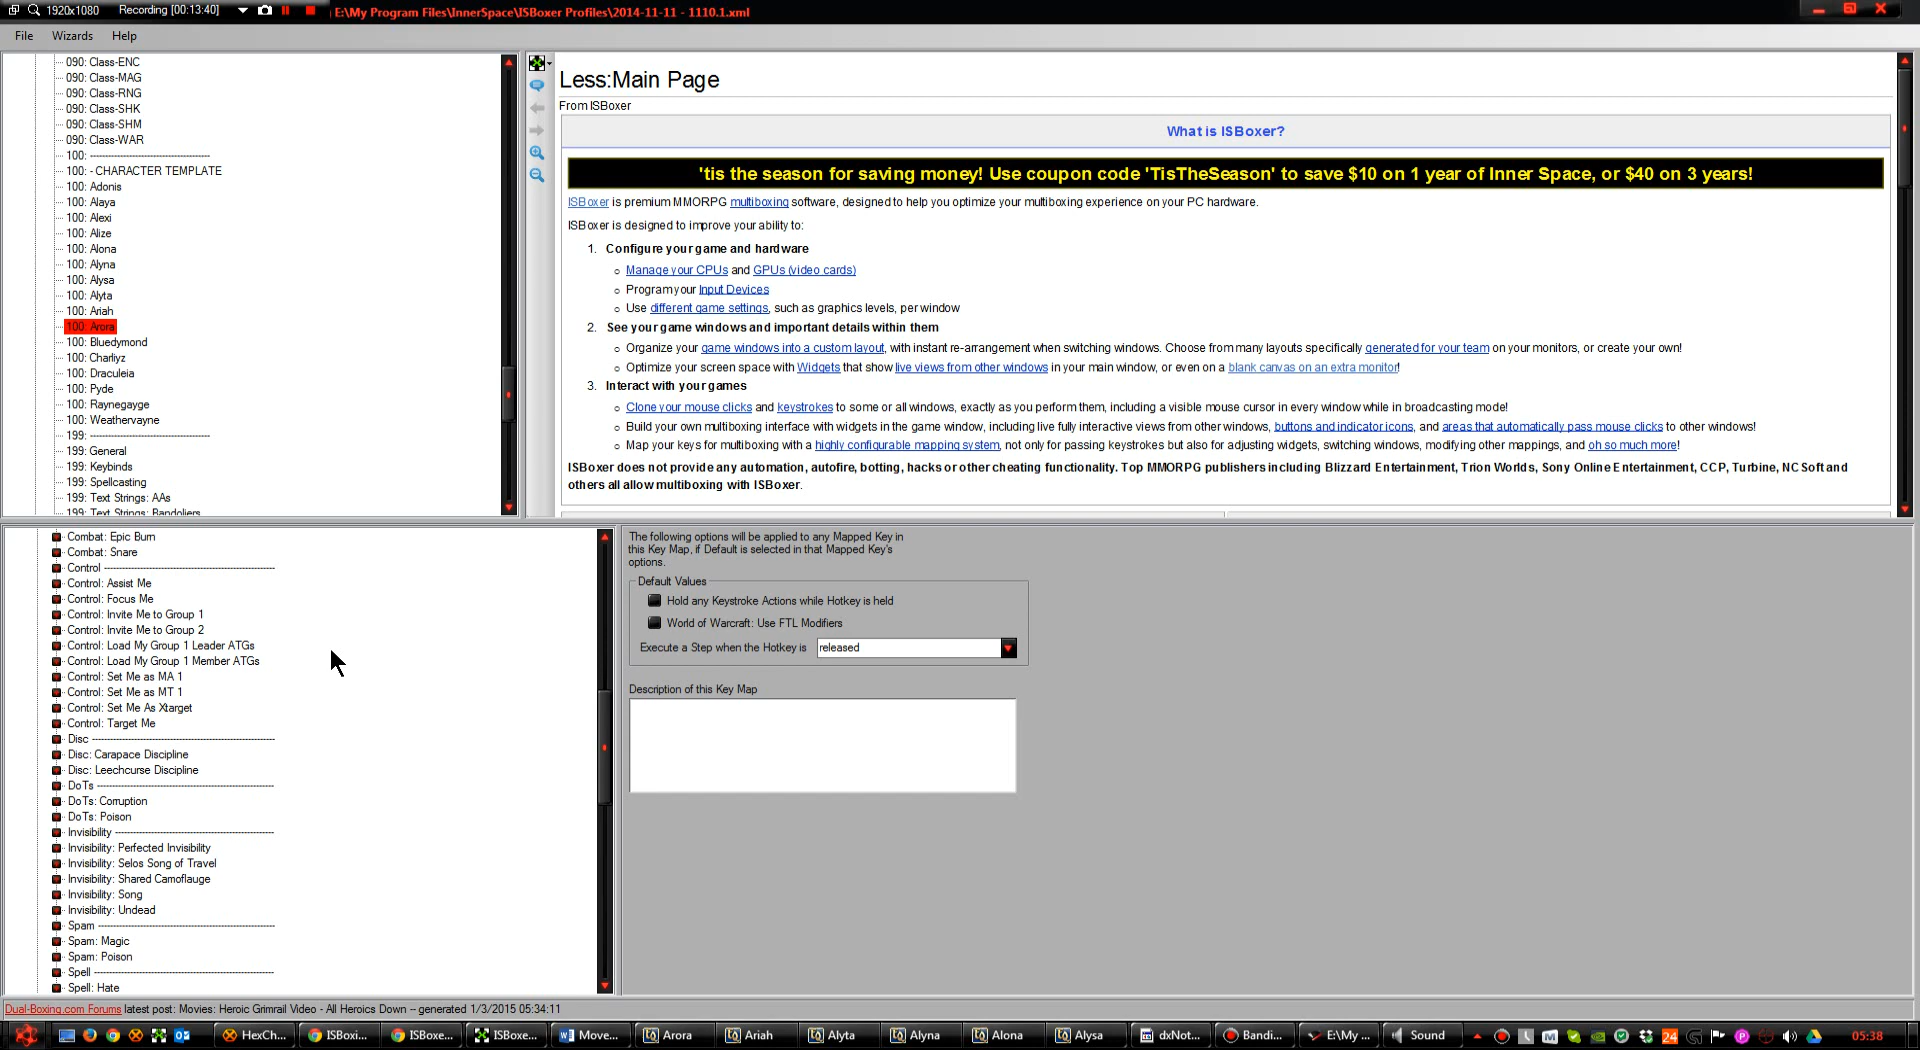 1920x1080 Recording [00:13:40] E:\My Program Files\InnerSpace\ISBoxer Profiles\2014-11-11 - 1110.1.xml
File Wizards Help
090: Class-ENC
090: Class-MAG
090: Class-RNG
090: Class-SHK
090: Class-SHM
090: Class-WAR
100: ----------------------------------------
100: - CHARACTER TEMPLATE
100: Adonis
100: Alaya
100: Alexi
100: Alize
100: Alona
100: Alyna
100: Alysa
100: Alyta
100: Ariah
100: Arora
100: Bluedymond
100: Charliyz
100: Draculeia
100: Pyde
100: Raynegayge
100: Weathervayne
199: ----------------------------------------
199: General
199: Keybinds
199: Spellcasting
199: Text Strings: AAs
199: Text Strings: Bandoliers
Less:Main Page
From ISBoxer
What is ISBoxer?
'tis the season for saving money! Use coupon code 'TisTheSeason' to save $10 on 1 year of Inner Space, or $40 on 3 years!
ISBoxer is premium MMORPG multiboxing software, designed to help you optimize your multiboxing experience on your PC hardware.
ISBoxer is designed to improve your ability to:
1. Configure your game and hardware
Manage your CPUs and GPUs (video cards)
Program your Input Devices
Use different game settings, such as graphics levels, per window
2. See your game windows and important details within them
Organize your game windows into a custom layout, with instant re-arrangement when switching windows. Choose from many layouts specifically generated for your team on your monitors, or create your own!
Optimize your screen space with Widgets that show live views from other windows in your main window, or even on a blank canvas on an extra monitor!
3. Interact with your games
Clone your mouse clicks and keystrokes to some or all windows, exactly as you perform them, including a visible mouse cursor in every window while in broadcasting mode!
Build your own multiboxing interface with widgets in the game window, including live fully interactive views from other windows, buttons and indicator icons, and areas that automatically pass mouse clicks to other windows!
Map your keys for multiboxing with a highly configurable mapping system, not only for passing keystrokes but also for adjusting widgets, switching windows, modifying other mappings, and oh so much more!
ISBoxer does not provide any automation, autofire, botting, hacks or other cheating functionality. Top MMORPG publishers including Blizzard Entertainment, Trion Worlds, Sony Online Entertainment, CCP, Turbine, NCSoft and
others all allow multiboxing with ISBoxer.
Combat: Epic Burn
Combat: Snare
Control --------------------------------------------------------
Control: Assist Me
Control: Focus Me
Control: Invite Me to Group 1
Control: Invite Me to Group 2
Control: Load My Group 1 Leader ATGs
Control: Load My Group 1 Member ATGs
Control: Set Me as MA 1
Control: Set Me as MT 1
Control: Set Me As Xtarget
Control: Target Me
Disc ------------------------------------------------------------
Disc: Carapace Discipline
Disc: Leechcurse Discipline
DoTs -----------------------------------------------------------
DoTs: Corruption
DoTs: Poison
Invisibility -----------------------------------------------------
Invisibility: Perfected Invisibility
Invisibility: Selos Song of Travel
Invisibility: Shared Camoflauge
Invisibility: Song
Invisibility: Undead
Spam ----------------------------------------------------------
Spam: Magic
Spam: Poison
Spell -----------------------------------------------------------
Spell: Hate
The following options will be applied to any Mapped Key in
this Key Map, if Default is selected in that Mapped Key's
options.
Default Values
Hold any Keystroke Actions while Hotkey is held
World of Warcraft: Use FTL Modifiers
Execute a Step when the Hotkey is released
Description of this Key Map
Dual-Boxing.com Forums latest post: Movies: Heroic Grimrail Video - All Heroics Down -- generated 1/3/2015 05:34:11
HexCh... ISBoxi... ISBoxe... ISBoxe... Move... Arora Ariah Alyta Alyna Alona Alysa dxNot... Bandi... E:\My ... Sound 24 05:38